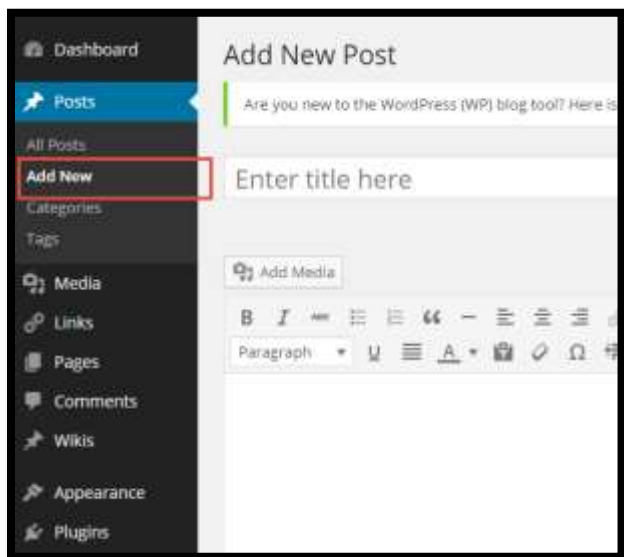 Dashboard
Posts
All Posts
Add New
Categories
Tags
Media
Links
Pages
Comments
Wikis
Appearance
Plugins
Add New Post
Are you new to the WordPress (WP) blog tool? Here is
Enter title here
Add Media
B I ABC “ —
Paragraph U A Ω